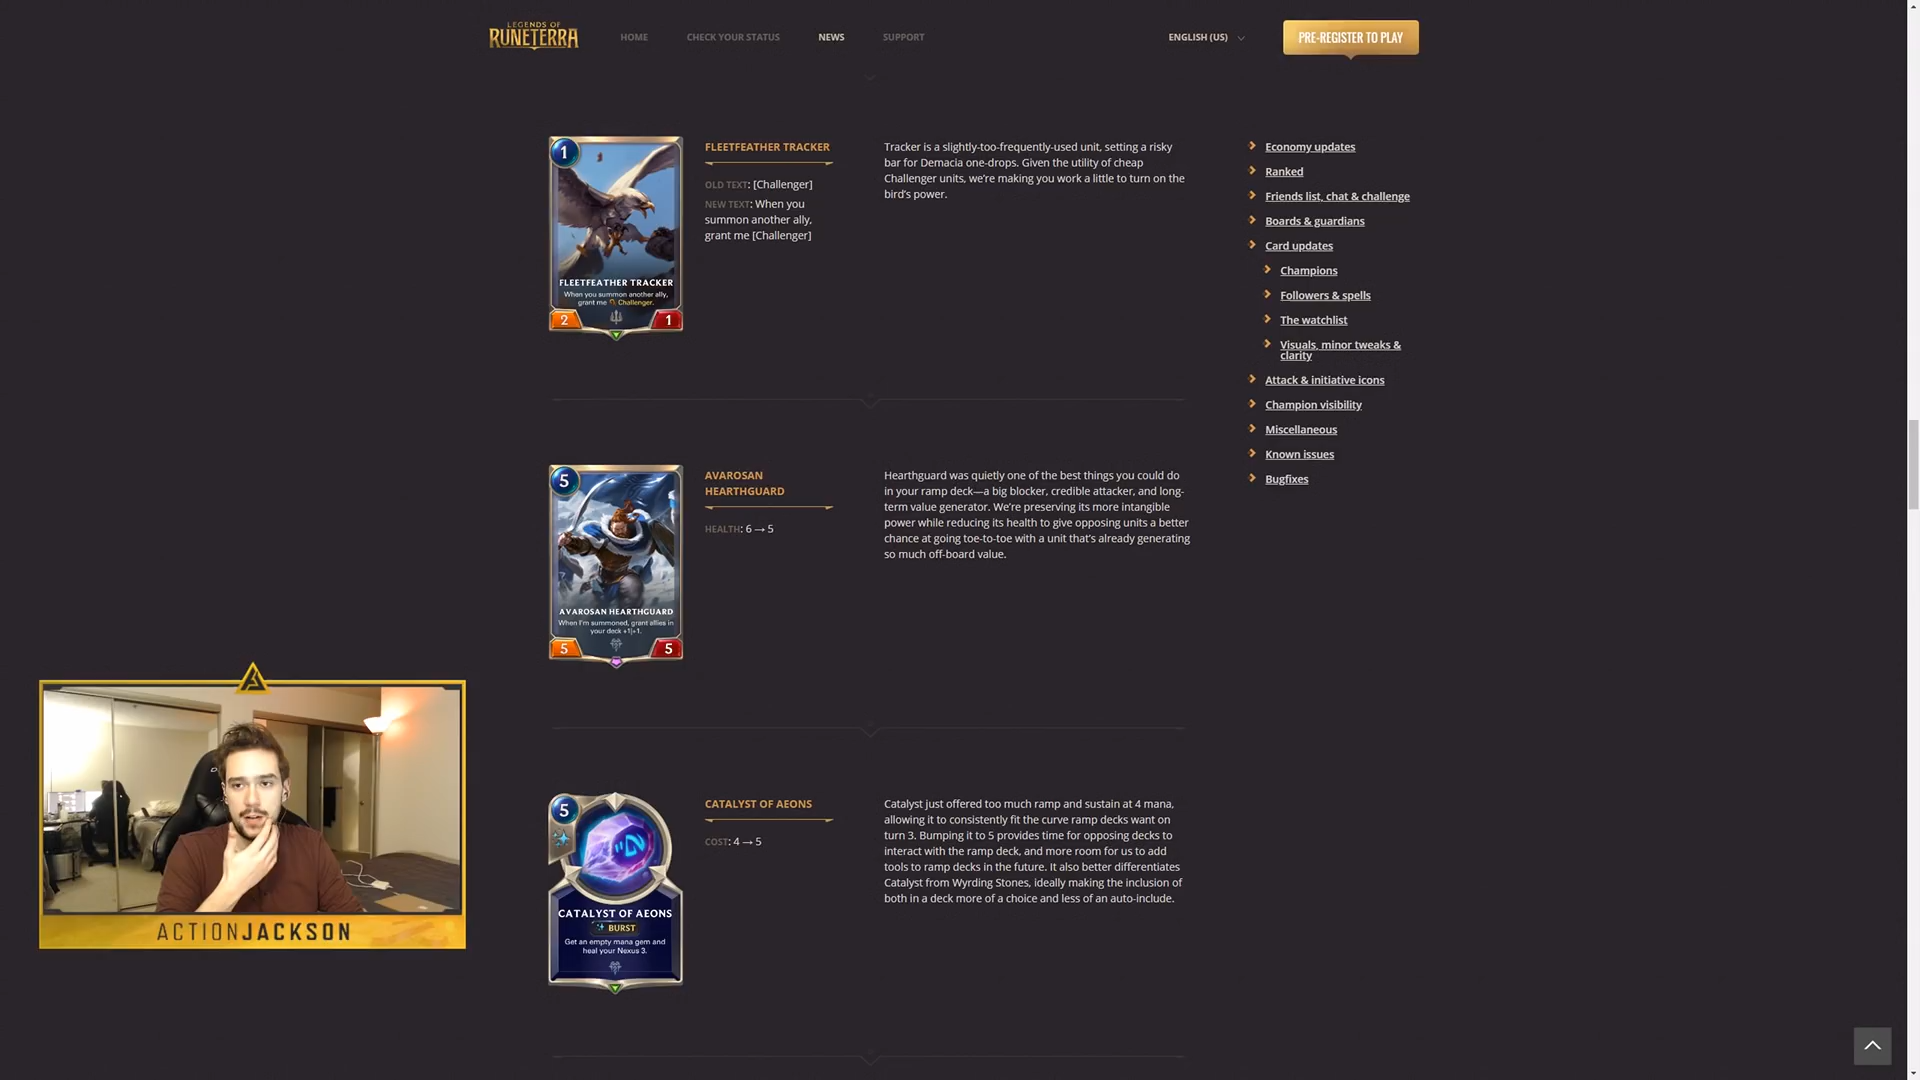 LEGENDS OF
RUNETERRA
HOME
CHECK YOUR STATUS
NEWS
SUPPORT
ENGLISH (US)
PRE-REGISTER TO PLAY
1
FLEETFEATHER TRACKER
When you summon another ally,
grant me Challenger.
2
1
FLEETFEATHER TRACKER
OLD TEXT: [Challenger]
NEW TEXT: When you
summon another ally,
grant me [Challenger]
Tracker is a slightly-too-frequently-used unit, setting a risky
bar for Demacia one-drops. Given the utility of cheap
Challenger units, we're making you work a little to turn on the
bird's power.
Economy updates
Ranked
Friends list, chat & challenge
Boards & guardians
Card updates
Champions
Followers & spells
The watchlist
Visuals, minor tweaks &
clarity
Attack & initiative icons
Champion visibility
Miscellaneous
Known issues
Bugfixes
5
AVAROSAN HEARTHGUARD
When I'm summoned, grant allies in
your deck +1|+1.
5
5
AVAROSAN
HEARTHGUARD
HEALTH: 6 → 5
Hearthguard was quietly one of the best things you could do
in your ramp deck—a big blocker, credible attacker, and long-
term value generator. We're preserving its more intangible
power while reducing its health to give opposing units a better
chance at going toe-to-toe with a unit that's already generating
so much off-board value.
5
CATALYST OF AEONS
BURST
Get an empty mana gem and
heal your Nexus 3.
CATALYST OF AEONS
COST: 4 → 5
Catalyst just offered too much ramp and sustain at 4 mana,
allowing it to consistently fit the curve ramp decks want on
turn 3. Bumping it to 5 provides time for opposing decks to
interact with the ramp deck, and more room for us to add
tools to ramp decks in the future. It also better differentiates
Catalyst from Wyrding Stones, ideally making the inclusion of
both in a deck more of a choice and less of an auto-include.
ACTIONJACKSON